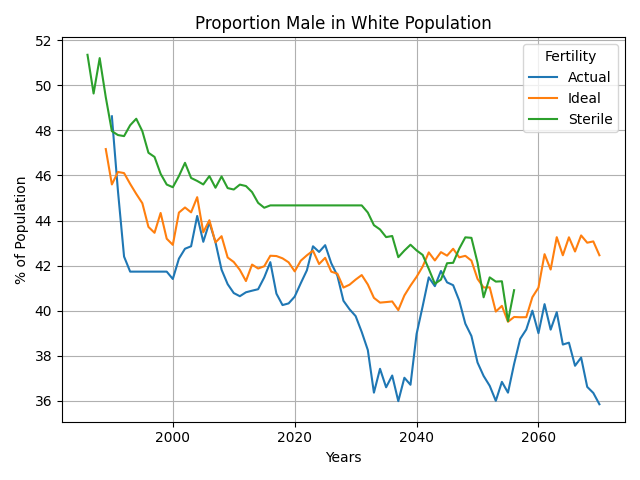 Proportion Male in White Population
52
50
48
46
44
42
40
38
36
% of Population
Fertility
Actual
Ideal
Sterile
2000
2020
2040
2060
Years